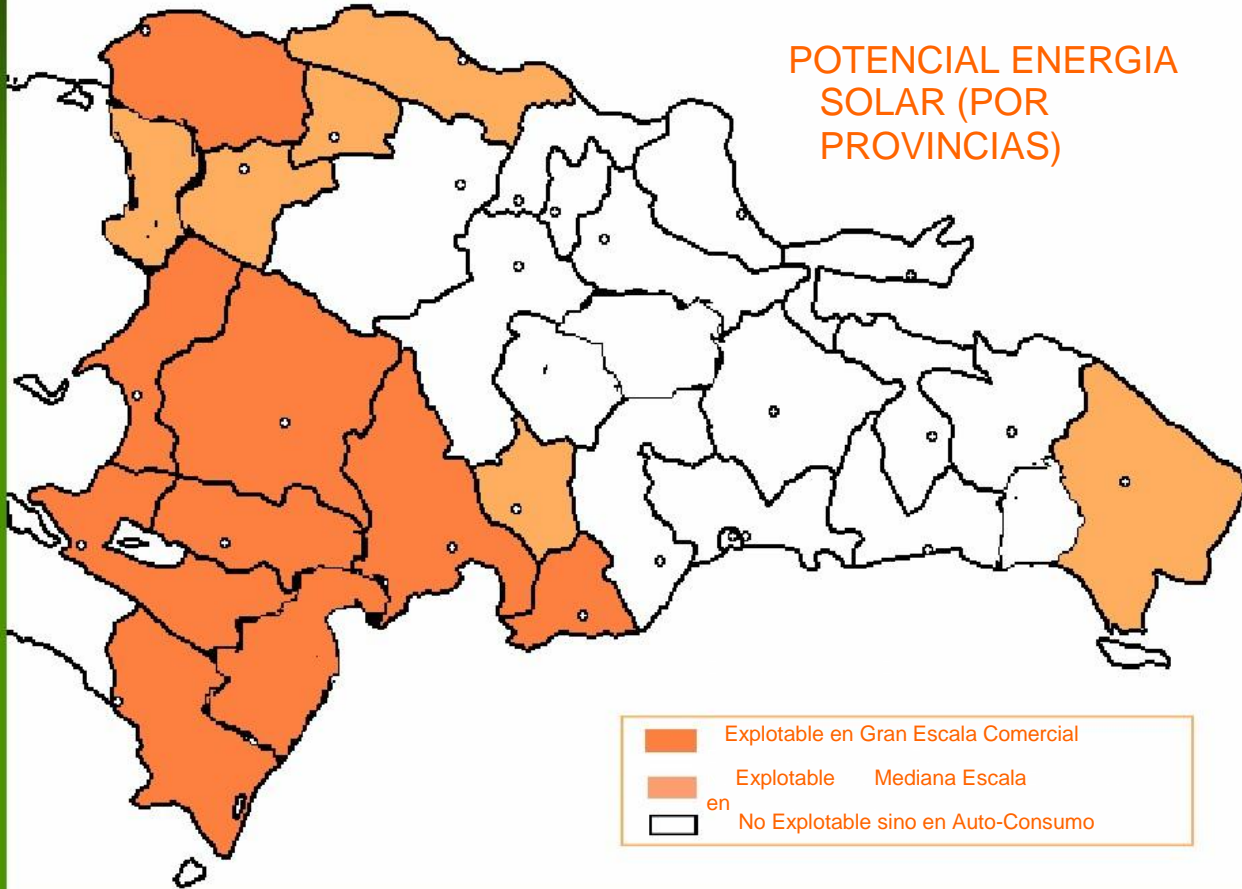 POTENCIAL ENERGIA
SOLAR (POR
PROVINCIAS)
Explotable en Gran Escala Comercial
Explotable Mediana Escala
en
No Explotable sino en Auto-Consumo